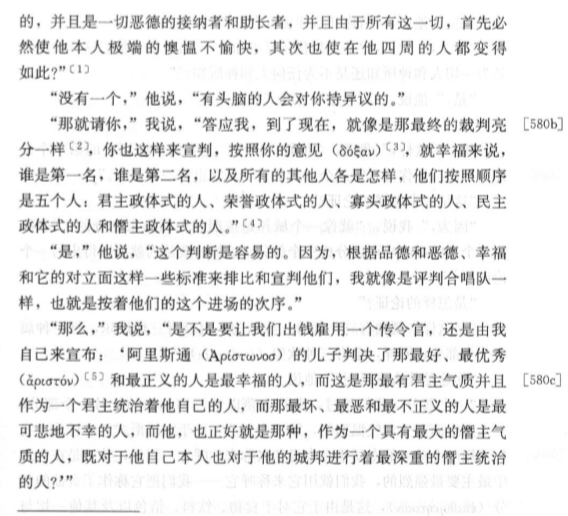 的，并且是一切恶德的接纳者和助长者，并且由于所有这一切，首先必
然使他本人极端的懊愠不愉快，其次也使在他四周的人都变得
如此？”〔1〕
“没有一个，”他说，“有头脑的人会对你持异议的。”
“那就请你，”我说，“答应我，到了现在，就像是那最终的裁判亮 [580b]
分一样〔2〕，你也这样来宣判，按照你的意见（δόξαν）〔3〕，就幸福来说，
谁是第一名，谁是第二名，以及所有的其他人各是怎样，他们按照顺序
是五个人：君主政体式的人、荣誉政体式的人、寡头政体式的人、民主
政体式的人和僭主政体式的人。”〔4〕
“是，”他说，“这个判断是容易的。因为，根据品德和恶德、幸福
和它的对立面这样一些标准来排比和宣判他们，我就像是评判合唱队一
样，也就是按着他们的这个进场的次序。”
“那么，”我说，“是不是要让我们出钱雇用一个传令官，还是由我
自己来宣布：‘阿里斯通（Ἀρίστωνοσ）的儿子判决了那最好、最优秀
（ἄριστόν）〔5〕和最正义的人是最幸福的人，而这是那最有君主气质并且 [580c]
作为一个君主统治着他自己的人，而那最坏、最恶和最不正义的人是最
可悲地不幸的人，而他，也正好就是那种，作为一个具有最大的僭主气
质的人，既对于他自己本人也对于他的城邦进行着最深重的僭主统治
的人？’”